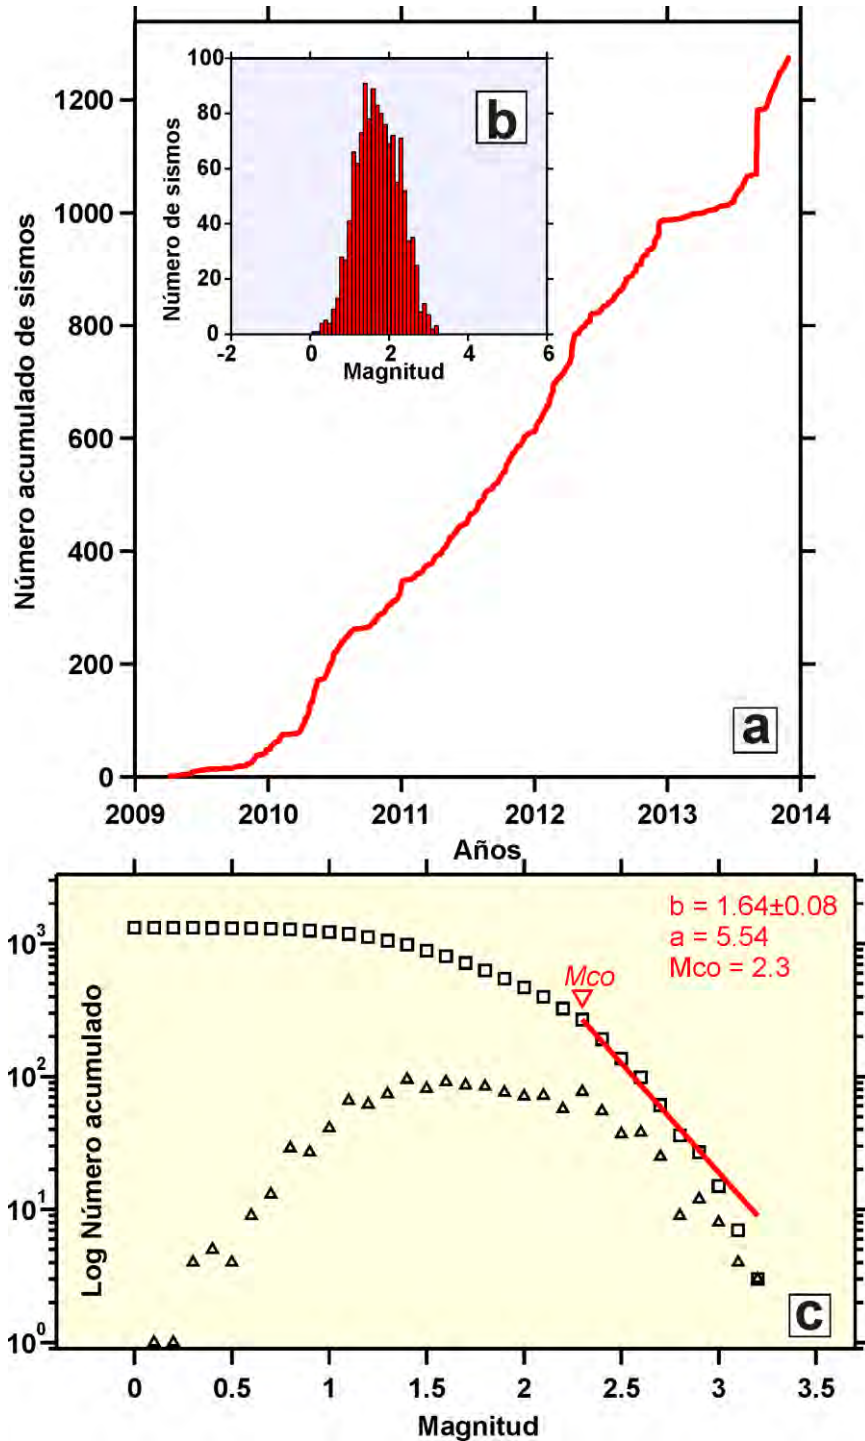 Número acumulado de sismos
1200
1000
800
600
400
200
0
2009
2010
2011
2012
2013
2014
Años
a
Número de sismos
100
80
60
40
20
0
-2
0
2
4
6
Magnitud
b
Log Número acumulado
10³
10²
10¹
10⁰
b = 1.64±0.08
a = 5.54
Mco = 2.3
Mco
c
0
0.5
1
1.5
2
2.5
3
3.5
Magnitud